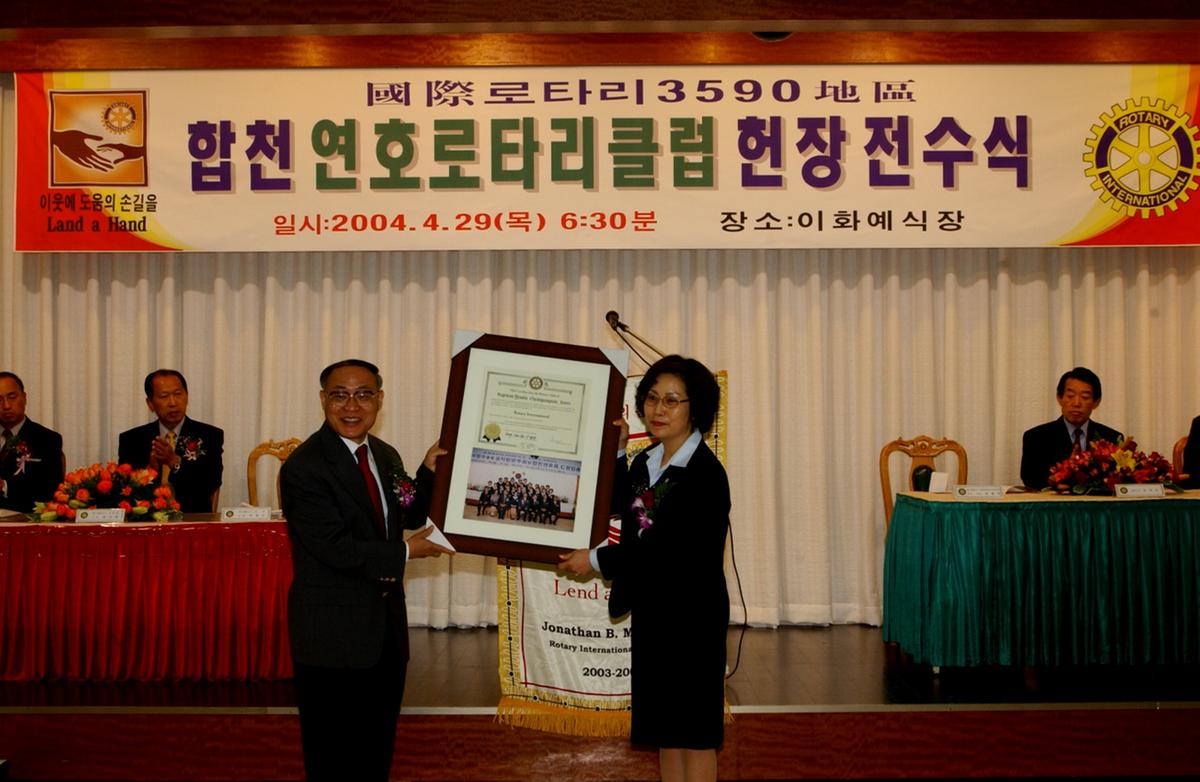 國際로타리3590地區
합천 연호로타리클럽 헌장 전수식
일시:2004.4.29(목) 6:30분 장소:이화예식장
이웃에 도움의 손길을
Land a Hand
ROTARY
INTERNATIONAL
Rotary International
Lend a
Jonathan B. M
Rotary International
2003-20